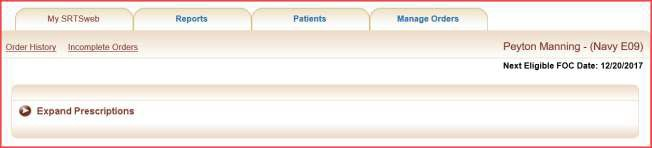 My SRTSweb Reports Patients Manage Orders
Order History Incomplete Orders Peyton Manning - (Navy E09)
Next Eligible FOC Date: 12/20/2017
Expand Prescriptions